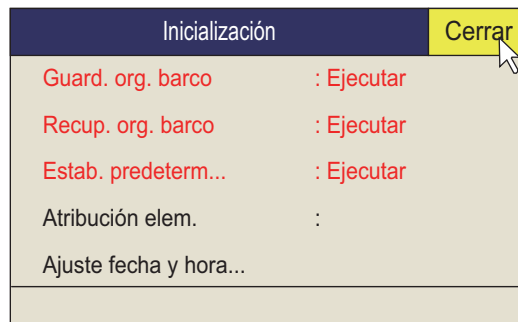 Inicialización Cerrar
Guard. org. barco : Ejecutar
Recup. org. barco : Ejecutar
Estab. predeterm... : Ejecutar
Atribución elem. :
Ajuste fecha y hora...